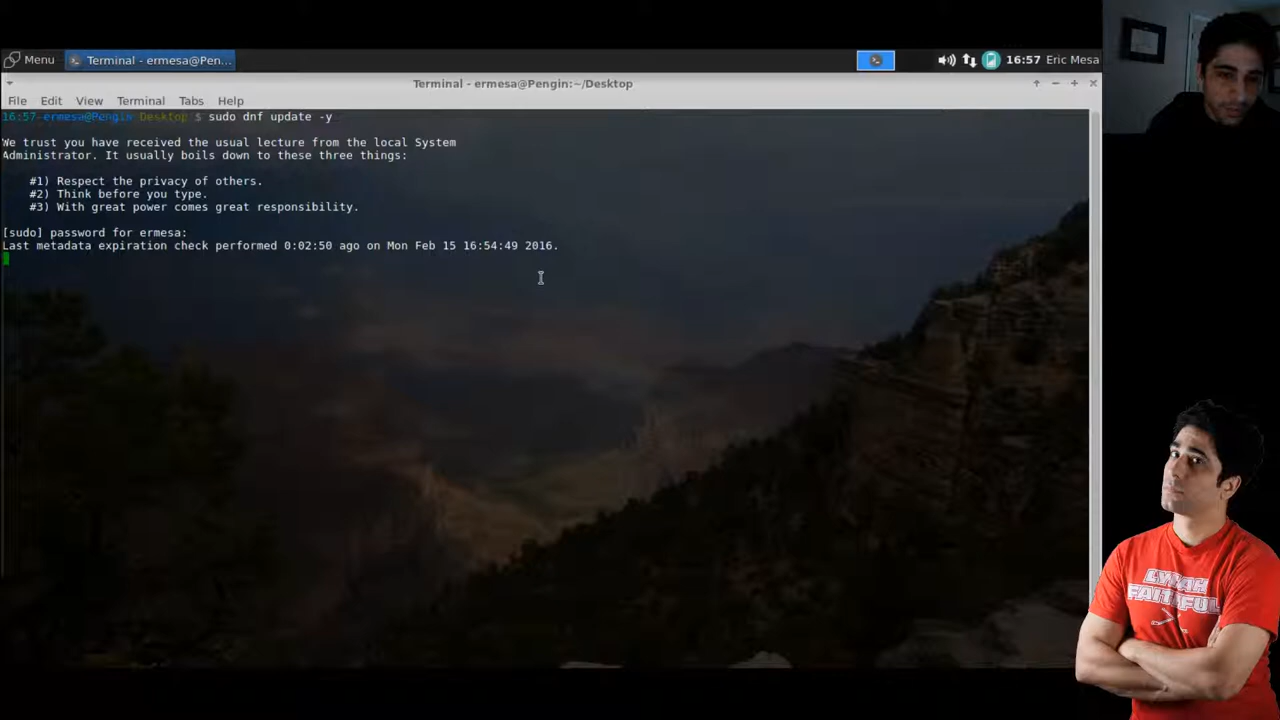 Menu
Terminal - ermesa@Pen...
16:57 Eric Mesa
Terminal - ermesa@Pengin:~/Desktop
File Edit View Terminal Tabs Help
16:57-ermesa@Pengin Desktop $ sudo dnf update -y
We trust you have received the usual lecture from the local System
Administrator. It usually boils down to these three things:
#1) Respect the privacy of others.
#2) Think before you type.
#3) With great power comes great responsibility.
[sudo] password for ermesa:
Last metadata expiration check performed 0:02:50 ago on Mon Feb 15 16:54:49 2016.